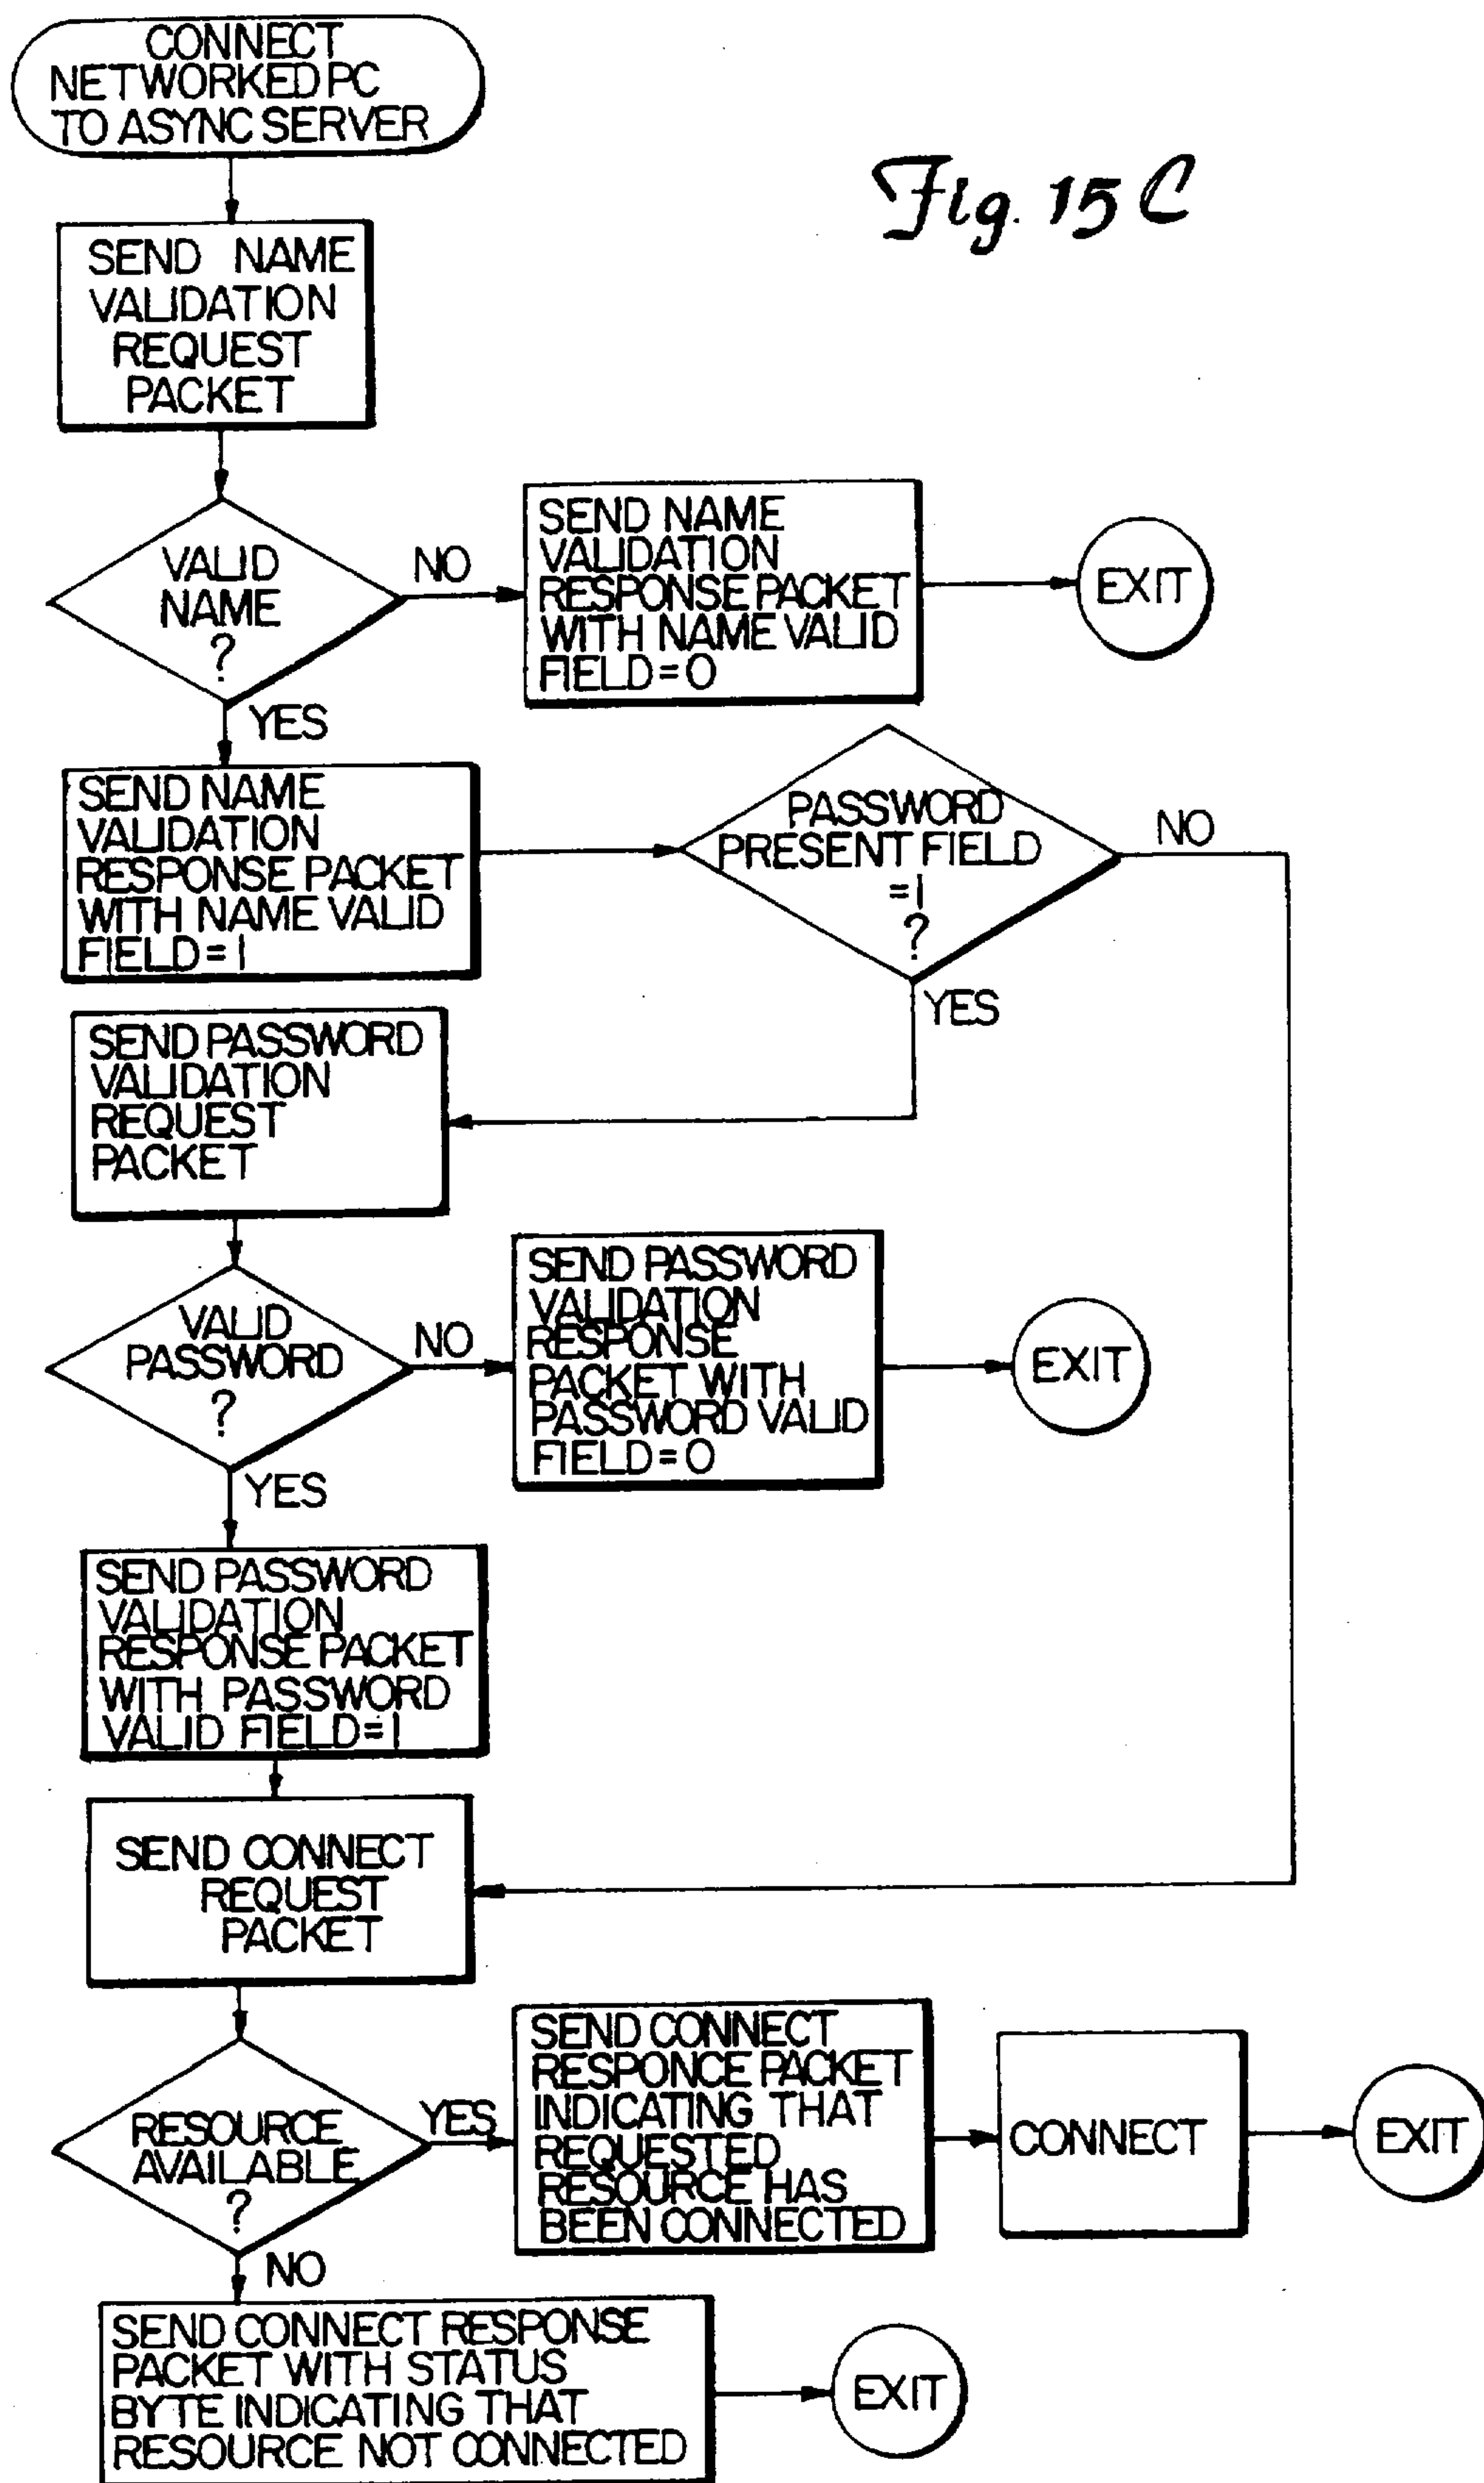 CONNECT
NETWORKED PC
TO ASYNC SERVER
Fig. 15C
SEND NAME
VALIDATION
REQUEST
PACKET
VALID
NAME
?
NO
SEND NAME
VALIDATION
RESPONSE PACKET
WITH NAME VALID
FIELD=0
EXIT
YES
SEND NAME
VALIDATION
RESPONSE PACKET
WITH NAME VALID
FIELD=1
PASSWORD
PRESENT FIELD
=1
?
NO
YES
SEND PASSWORD
VALIDATION
REQUEST
PACKET
VALID
PASSWORD
?
NO
SEND PASSWORD
VALIDATION
RESPONSE
PACKET WITH
PASSWORD VALID
FIELD=0
EXIT
YES
SEND PASSWORD
VALIDATION
RESPONSE PACKET
WITH PASSWORD
VALID FIELD=1
SEND CONNECT
REQUEST
PACKET
RESOURCE
AVAILABLE
?
YES
SEND CONNECT
RESPONCE PACKET
INDICATING THAT
REQUESTED
RESOURCE HAS
BEEN CONNECTED
CONNECT
EXIT
NO
SEND CONNECT RESPONSE
PACKET WITH STATUS
BYTE INDICATING THAT
RESOURCE NOT CONNECTED
EXIT